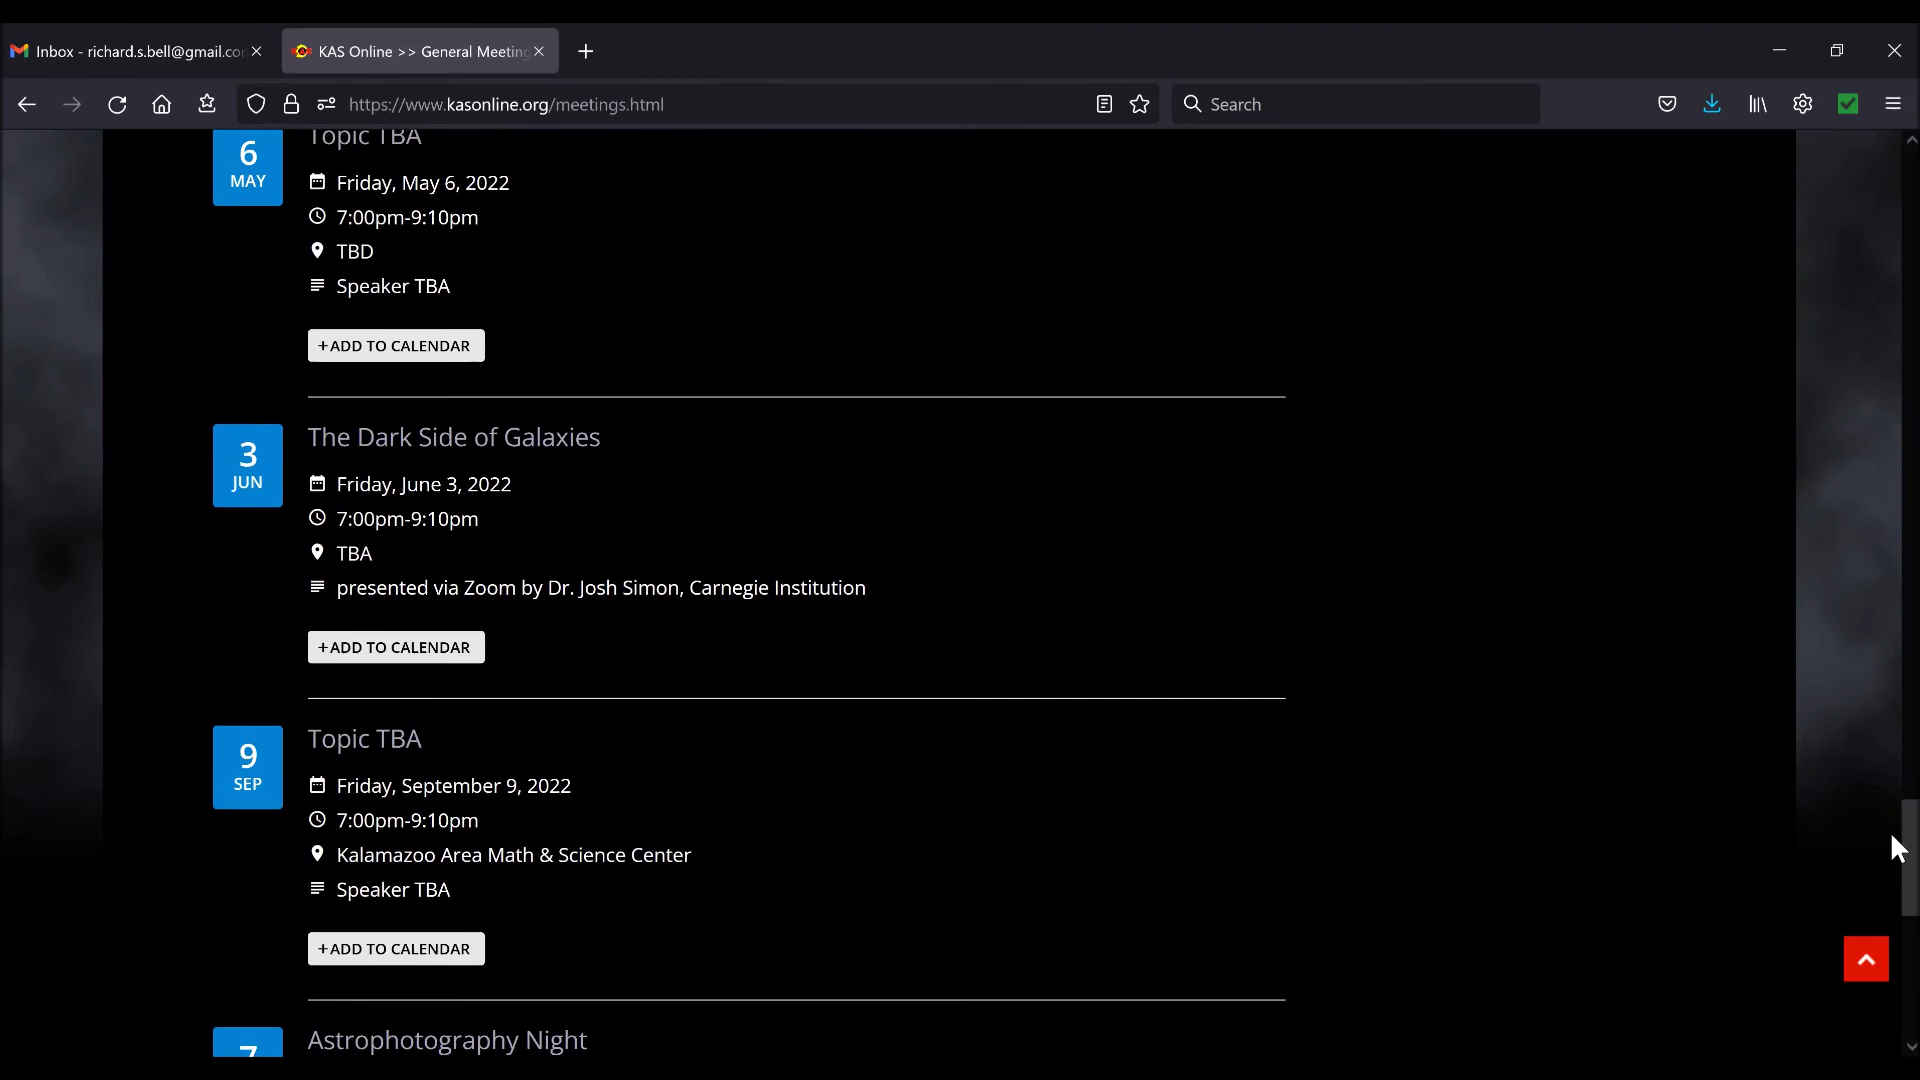 Inbox - richard.s.bell@gmail.co
KAS Online >> General Meeting
https://www.kasonline.org/meetings.html
Search
6
MAY
Topic TBA
Friday, May 6, 2022
7:00pm-9:10pm
TBD
Speaker TBA
+ADD TO CALENDAR
3
JUN
The Dark Side of Galaxies
Friday, June 3, 2022
7:00pm-9:10pm
TBA
presented via Zoom by Dr. Josh Simon, Carnegie Institution
+ADD TO CALENDAR
9
SEP
Topic TBA
Friday, September 9, 2022
7:00pm-9:10pm
Kalamazoo Area Math & Science Center
Speaker TBA
+ADD TO CALENDAR
7
Astrophotography Night